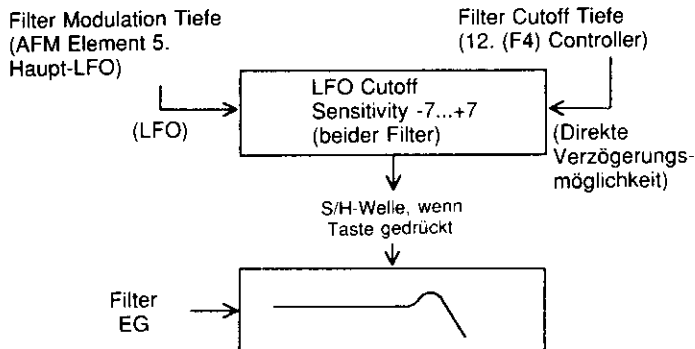 Filter Modulation Tiefe
(AFM Element 5.
Haupt-LFO)
Filter Cutoff Tiefe
(12. (F4) Controller)
LFO Cutoff
Sensitivity -7...+7
(beider Filter)
(LFO)
(Direkte
Verzögerungs-
möglichkeit)
S/H-Welle, wenn
Taste gedrückt
Filter
EG